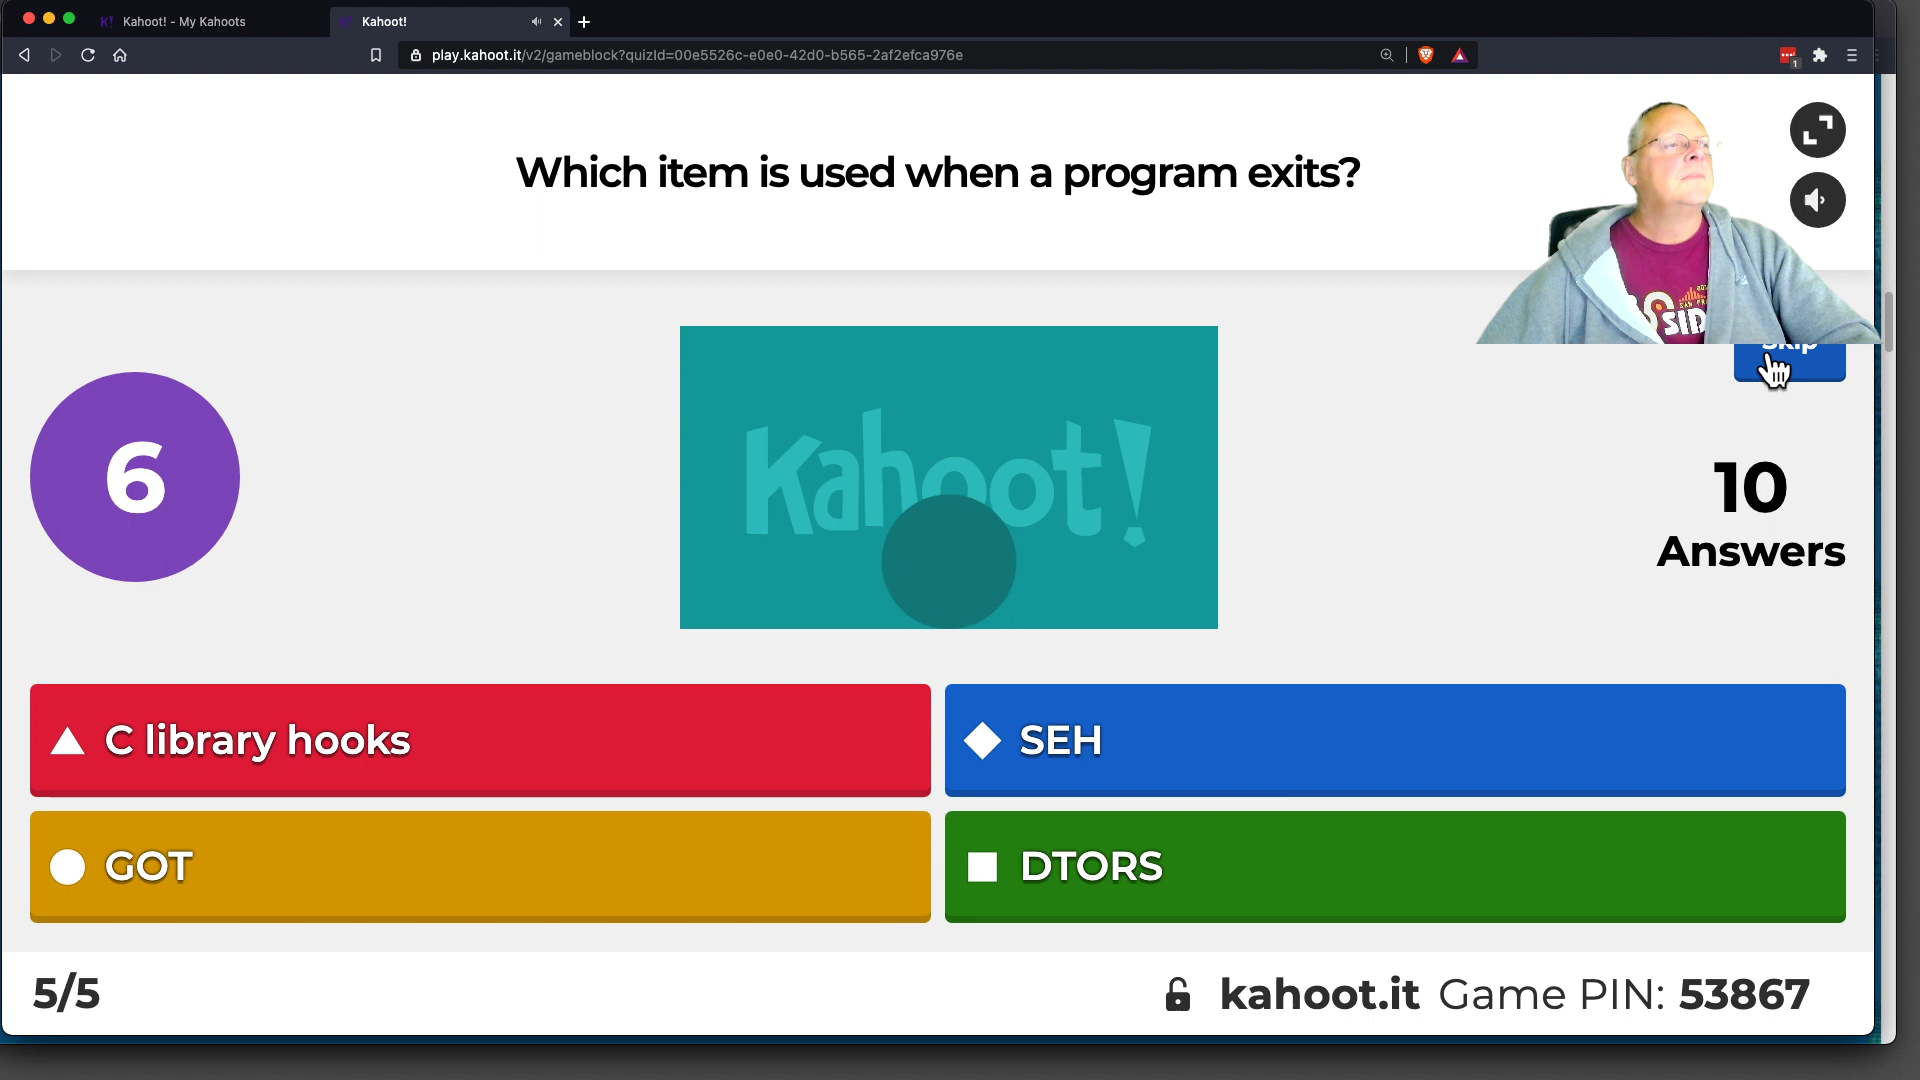 Kahoot! - My Kahoots
Kahoot!
play.kahoot.it/v2/gameblock?quizId=00e5526c-e0e0-42d0-b565-2af2efca976e
1
Which item is used when a program exits?
Skip
6
Kahoot!
10
Answers
C library hooks
SEH
GOT
DTORS
5/5
kahoot.it Game PIN: 53867